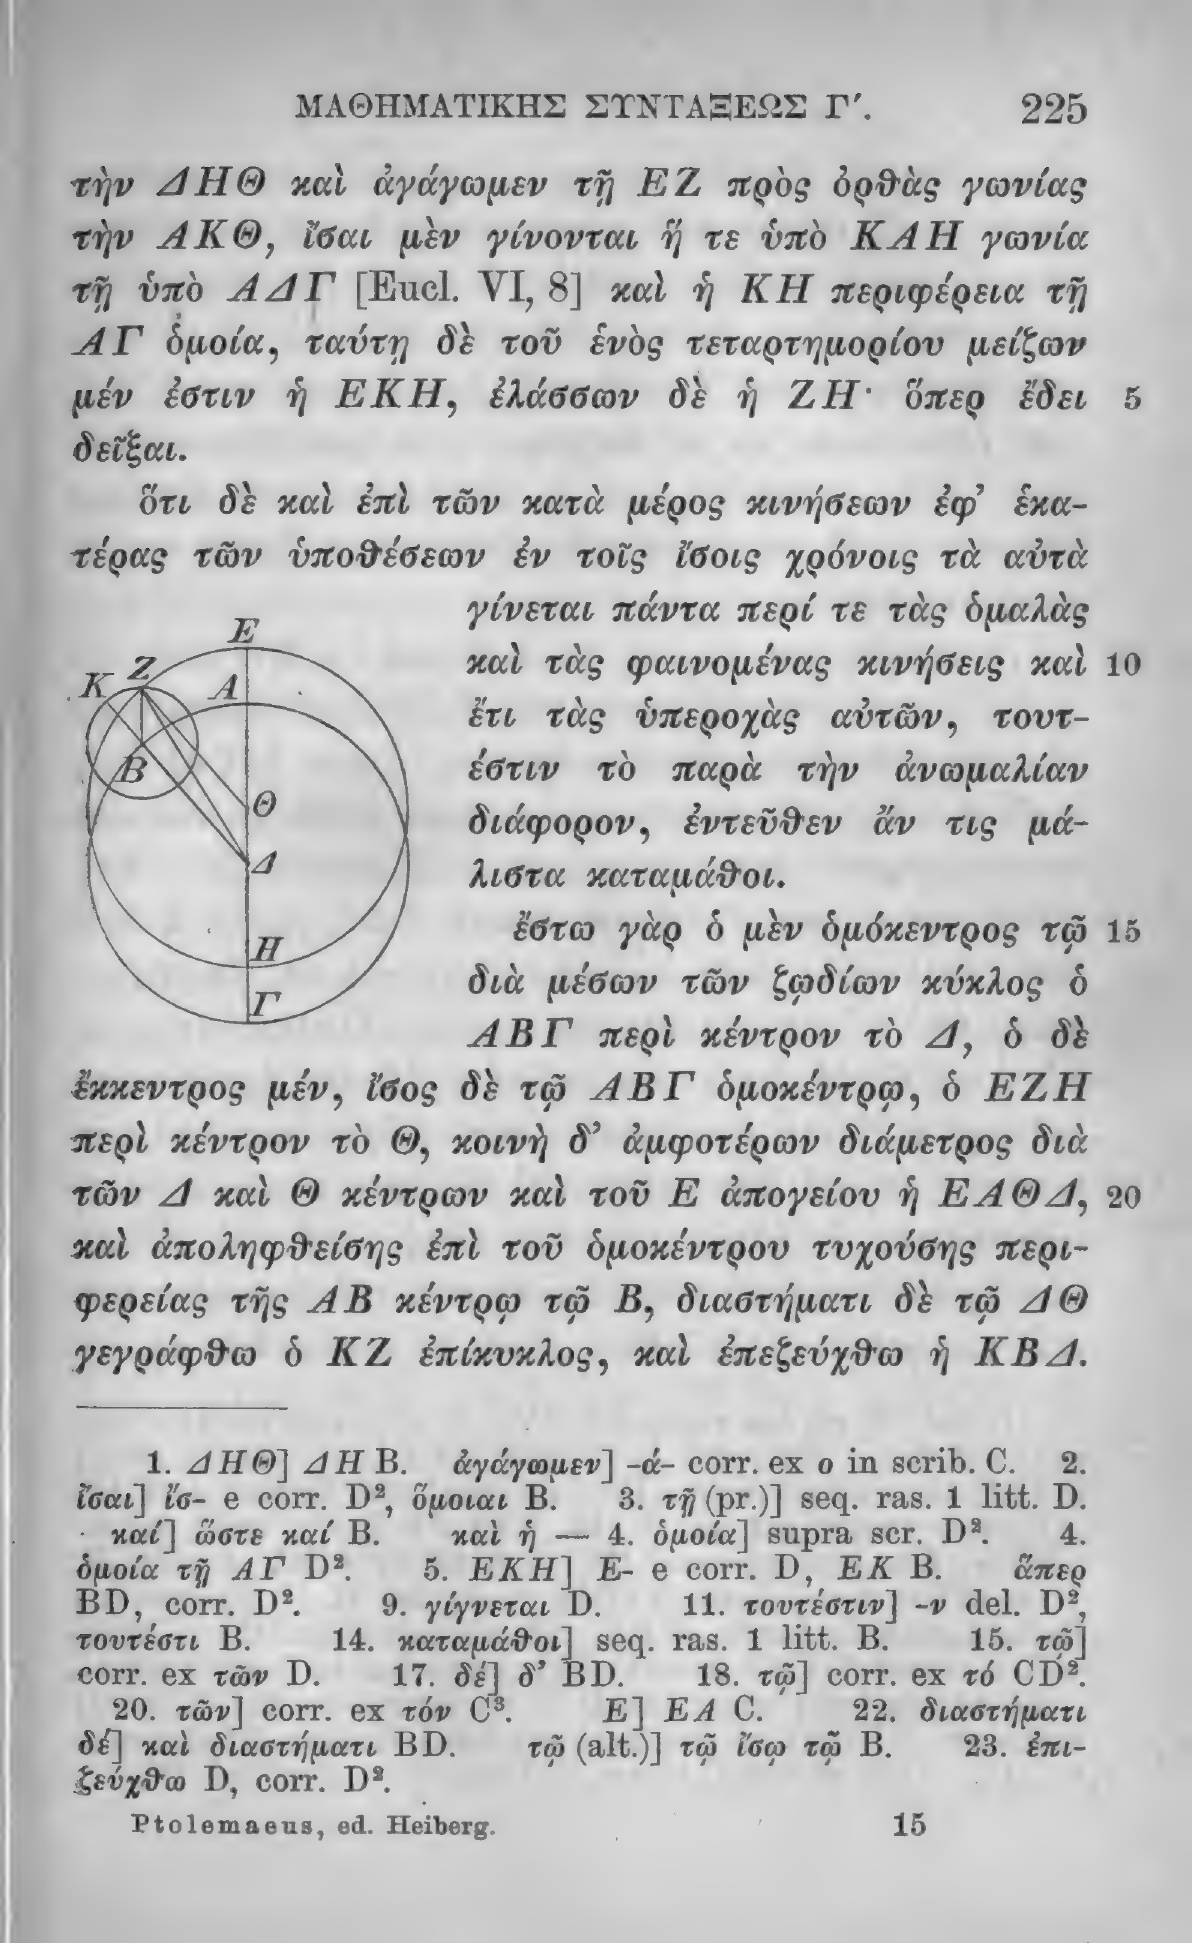 ΜΑΘΗΜΑΤΙΚΗΣ ΣΥΝΤΑΞΕΩΣ Γ′. 225
τὴν ΔΗΘ καὶ ἀγάγωμεν τῇ ΕΖ πρὸς ὀρθὰς γωνίας
τὴν ΑΚΘ, ἴσαι μὲν γίνονται ἥ τε ὑπὸ ΚΑΗ γωνία
τῇ ὑπὸ ΑΔΓ [Eucl. VI, 8] καὶ ἡ ΚΗ περιφέρεια τῇ
ΑΓ ὁμοία, ταύτῃ δὲ τοῦ ἑνὸς τεταρτημορίου μείζων
μέν ἐστιν ἡ ΕΚΗ, ἐλάσσων δὲ ἡ ΖΗ· ὅπερ ἔδει 5
δεῖξαι.
ὅτι δὲ καὶ ἐπὶ τῶν κατὰ μέρος κινήσεων ἐφ’ ἑκα-
τέρας τῶν ὑποθέσεων ἐν τοῖς ἴσοις χρόνοις τὰ αὐτὰ
γίνεται πάντα περί τε τὰς ὁμαλὰς
καὶ τὰς φαινομένας κινήσεις καὶ 10
ἔτι τὰς ὑπεροχὰς αὐτῶν, τουτ-
έστιν τὸ παρὰ τὴν ἀνωμαλίαν
διάφορον, ἐντεῦθεν ἄν τις μά-
λιστα καταμάθοι.
ἔστω γὰρ ὁ μὲν ὁμόκεντρος τῷ 15
διὰ μέσων τῶν ζῳδίων κύκλος ὁ
ΑΒΓ περὶ κέντρον τὸ Δ, ὁ δὲ
ἔκκεντρος μέν, ἴσος δὲ τῷ ΑΒΓ ὁμοκέντρῳ, ὁ ΕΖΗ
περὶ κέντρον τὸ Θ, κοινὴ δ’ ἀμφοτέρων διάμετρος διὰ
τῶν Δ καὶ Θ κέντρων καὶ τοῦ Ε ἀπογείου ἡ ΕΑΘΔ, 20
καὶ ἀποληφθείσης ἐπὶ τοῦ ὁμοκέντρου τυχούσης περι-
φερείας τῆς ΑΒ κέντρῳ τῷ Β, διαστήματι δὲ τῷ ΔΘ
γεγράφθω ὁ ΚΖ ἐπίκυκλος, καὶ ἐπεζεύχθω ἡ ΚΒΔ.
Ε
Ζ
Κ
Α
Β
Θ
Δ
Η
Γ
1. ΔΗΘ] ΔΗ B. ἀγάγωμεν] -ά- corr. ex ο in scrib. C. 2.
ἴσαι] ἴσ- e corr. D², ὅμοιαι B. 3. τῇ (pr.)] seq. ras. 1 litt. D.
καί] ὥστε καί B. καὶ ἡ — 4. ὁμοία] supra scr. D². 4.
ὁμοία τῇ ΑΓ D². 5. ΕΚΗ] Ε- e corr. D, ΕΚ B. ἅπερ
BD, corr. D². 9. γίγνεται D. 11. τουτέστιν] -ν del. D²,
τουτέστι B. 14. καταμάθοι] seq. ras. 1 litt. B. 15. τῷ]
corr. ex τῶν D. 17. δέ] δ’ BD. 18. τῷ] corr. ex τό CD².
20. τῶν] corr. ex τόν C³. Ε] ΕΑ C. 22. διαστήματι
δέ] καὶ διαστήματι BD. τῷ (alt.)] τῷ ἴσῳ τῷ B. 23. ἐπι-
ζεύχθω D, corr. D².
Ptolemaeus, ed. Heiberg. 15